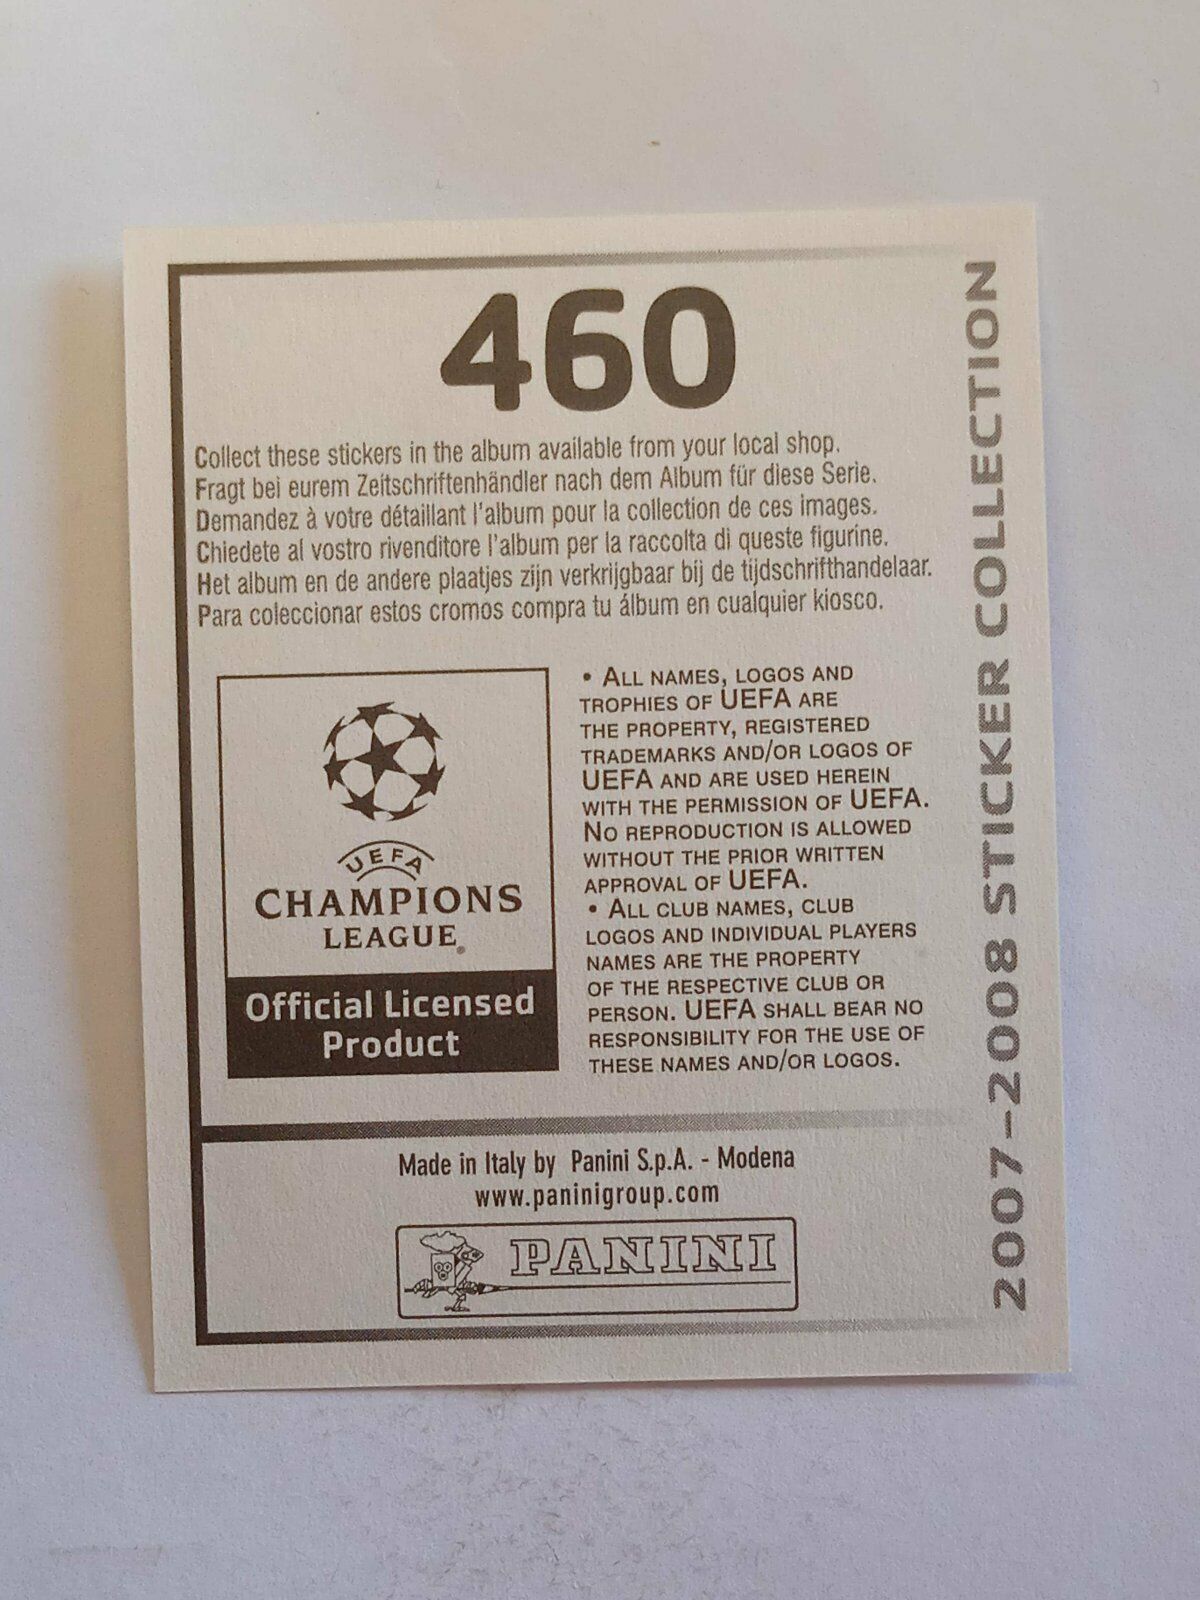 460
Collect these stickers in the album available from your local shop.
Fragt bei eurem Zeitschriftenhändler nach dem Album für diese Serie.
Demandez à votre détaillant l'album pour la collection de ces images.
Chiedete al vostro rivenditore l'album per la raccolta di queste figurine.
Het album en de andere plaatjes zijn verkrijgbaar bij de tijdschrifthandelaar.
Para coleccionar estos cromos compra tu álbum en cualquier kiosco.
UEFA
CHAMPIONS
LEAGUE®
Official Licensed
Product
• ALL NAMES, LOGOS AND
TROPHIES OF UEFA ARE
THE PROPERTY, REGISTERED
TRADEMARKS AND/OR LOGOS OF
UEFA AND ARE USED HEREIN
WITH THE PERMISSION OF UEFA.
NO REPRODUCTION IS ALLOWED
WITHOUT THE PRIOR WRITTEN
APPROVAL OF UEFA.
• ALL CLUB NAMES, CLUB
LOGOS AND INDIVIDUAL PLAYERS
NAMES ARE THE PROPERTY
OF THE RESPECTIVE CLUB OR
PERSON. UEFA SHALL BEAR NO
RESPONSIBILITY FOR THE USE OF
THESE NAMES AND/OR LOGOS.
Made in Italy by Panini S.p.A. - Modena
www.paninigroup.com
PANINI
2007-2008 STICKER COLLECTION